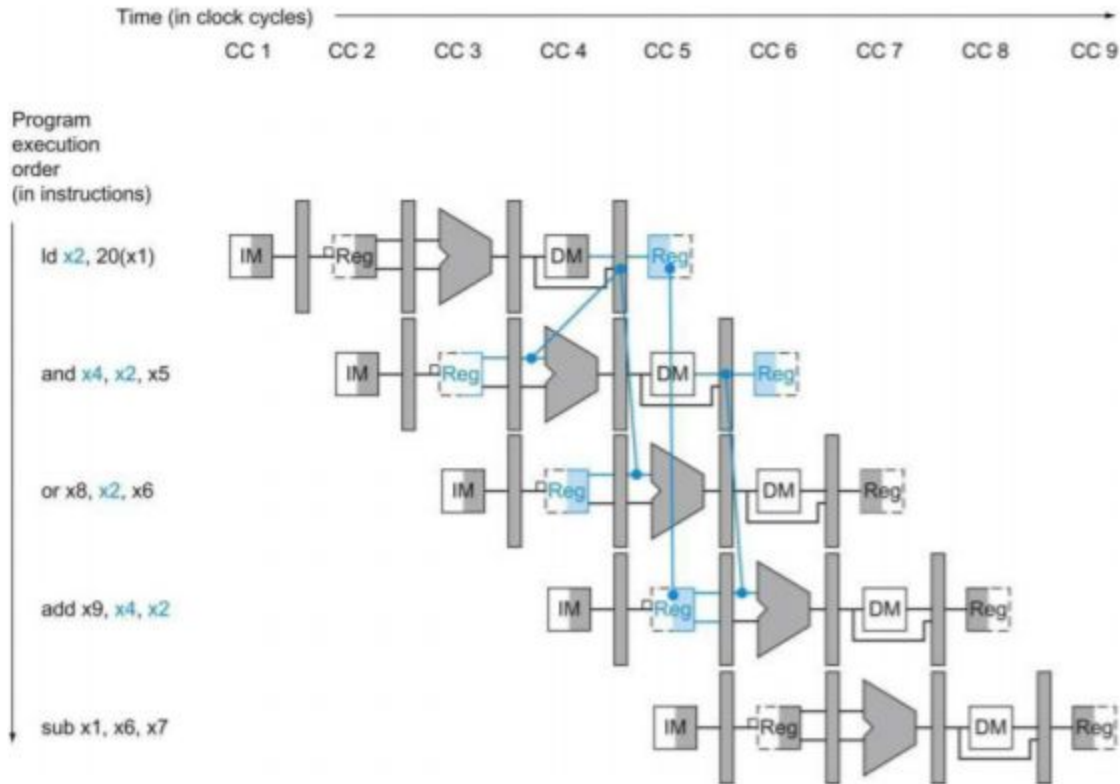 Time (in clock cycles)
CC 1 CC 2 CC 3 CC 4 CC 5 CC 6 CC 7 CC 8 CC 9
Program
execution
order
(in instructions)
ld x2, 20(x1)
IM Reg DM Reg
and x4, x2, x5
IM Reg DM Reg
or x8, x2, x6
IM Reg DM Reg
add x9, x4, x2
IM Reg DM Reg
sub x1, x6, x7
IM Reg DM Reg